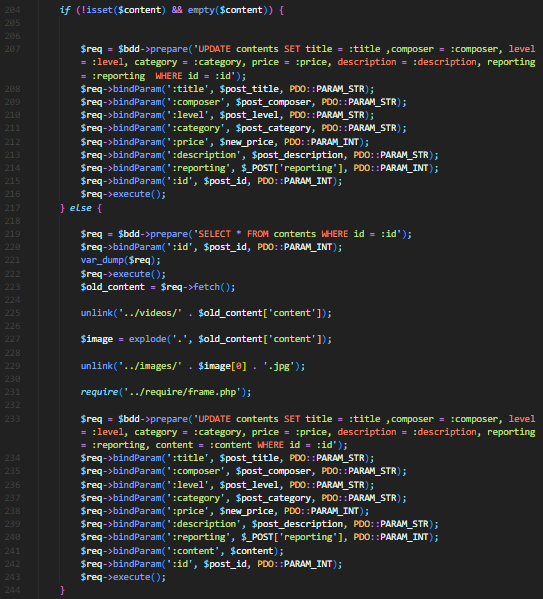 204 if (!isset($content) && empty($content)) {
205
206
207 $req = $bdd->prepare('UPDATE contents SET title = :title ,composer = :composer, level
= :level, category = :category, price = :price, description = :description, reporting
= :reporting  WHERE id = :id');
208 $req->bindParam(':title', $post_title, PDO::PARAM_STR);
209 $req->bindParam(':composer', $post_composer, PDO::PARAM_STR);
210 $req->bindParam(':level', $post_level, PDO::PARAM_STR);
211 $req->bindParam(':category', $post_category, PDO::PARAM_STR);
212 $req->bindParam(':price', $new_price, PDO::PARAM_INT);
213 $req->bindParam(':description', $post_description, PDO::PARAM_STR);
214 $req->bindParam(':reporting', $_POST['reporting'], PDO::PARAM_INT);
215 $req->bindParam(':id', $post_id, PDO::PARAM_INT);
216 $req->execute();
217 } else {
218
219 $req = $bdd->prepare('SELECT * FROM contents WHERE id = :id');
220 $req->bindParam(':id', $post_id, PDO::PARAM_INT);
221 var_dump($req);
222 $req->execute();
223 $old_content = $req->fetch();
224
225 unlink('../videos/' . $old_content['content']);
226
227 $image = explode('.', $old_content['content']);
228
229 unlink('../images/' . $image[0] . '.jpg');
230
231 require('../require/frame.php');
232
233 $req = $bdd->prepare('UPDATE contents SET title = :title ,composer = :composer, level
= :level, category = :category, price = :price, description = :description, reporting
= :reporting, content = :content WHERE id = :id');
234 $req->bindParam(':title', $post_title, PDO::PARAM_STR);
235 $req->bindParam(':composer', $post_composer, PDO::PARAM_STR);
236 $req->bindParam(':level', $post_level, PDO::PARAM_STR);
237 $req->bindParam(':category', $post_category, PDO::PARAM_STR);
238 $req->bindParam(':price', $new_price, PDO::PARAM_INT);
239 $req->bindParam(':description', $post_description, PDO::PARAM_STR);
240 $req->bindParam(':reporting', $_POST['reporting'], PDO::PARAM_INT);
241 $req->bindParam(':content', $content);
242 $req->bindParam(':id', $post_id, PDO::PARAM_INT);
243 $req->execute();
244 }